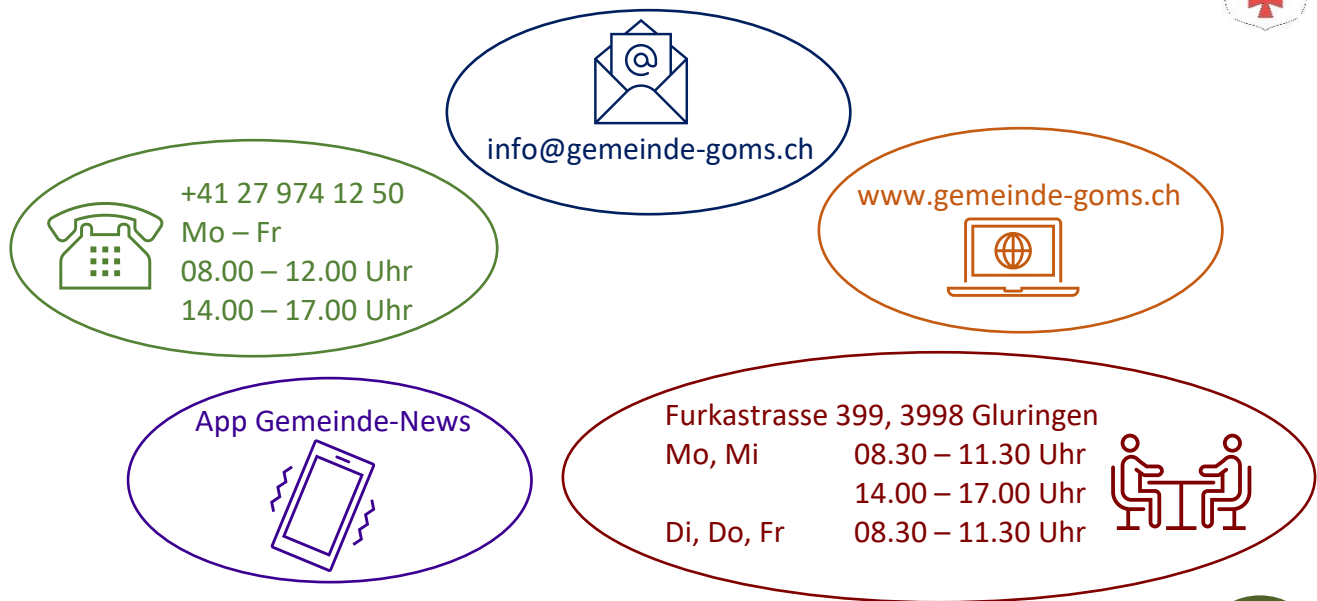 info@gemeinde-goms.ch
+41 27 974 12 50
Mo – Fr
08.00 – 12.00 Uhr
14.00 – 17.00 Uhr
www.gemeinde-goms.ch
App Gemeinde-News
Furkastrasse 399, 3998 Gluringen
Mo, Mi 08.30 – 11.30 Uhr
14.00 – 17.00 Uhr
Di, Do, Fr 08.30 – 11.30 Uhr